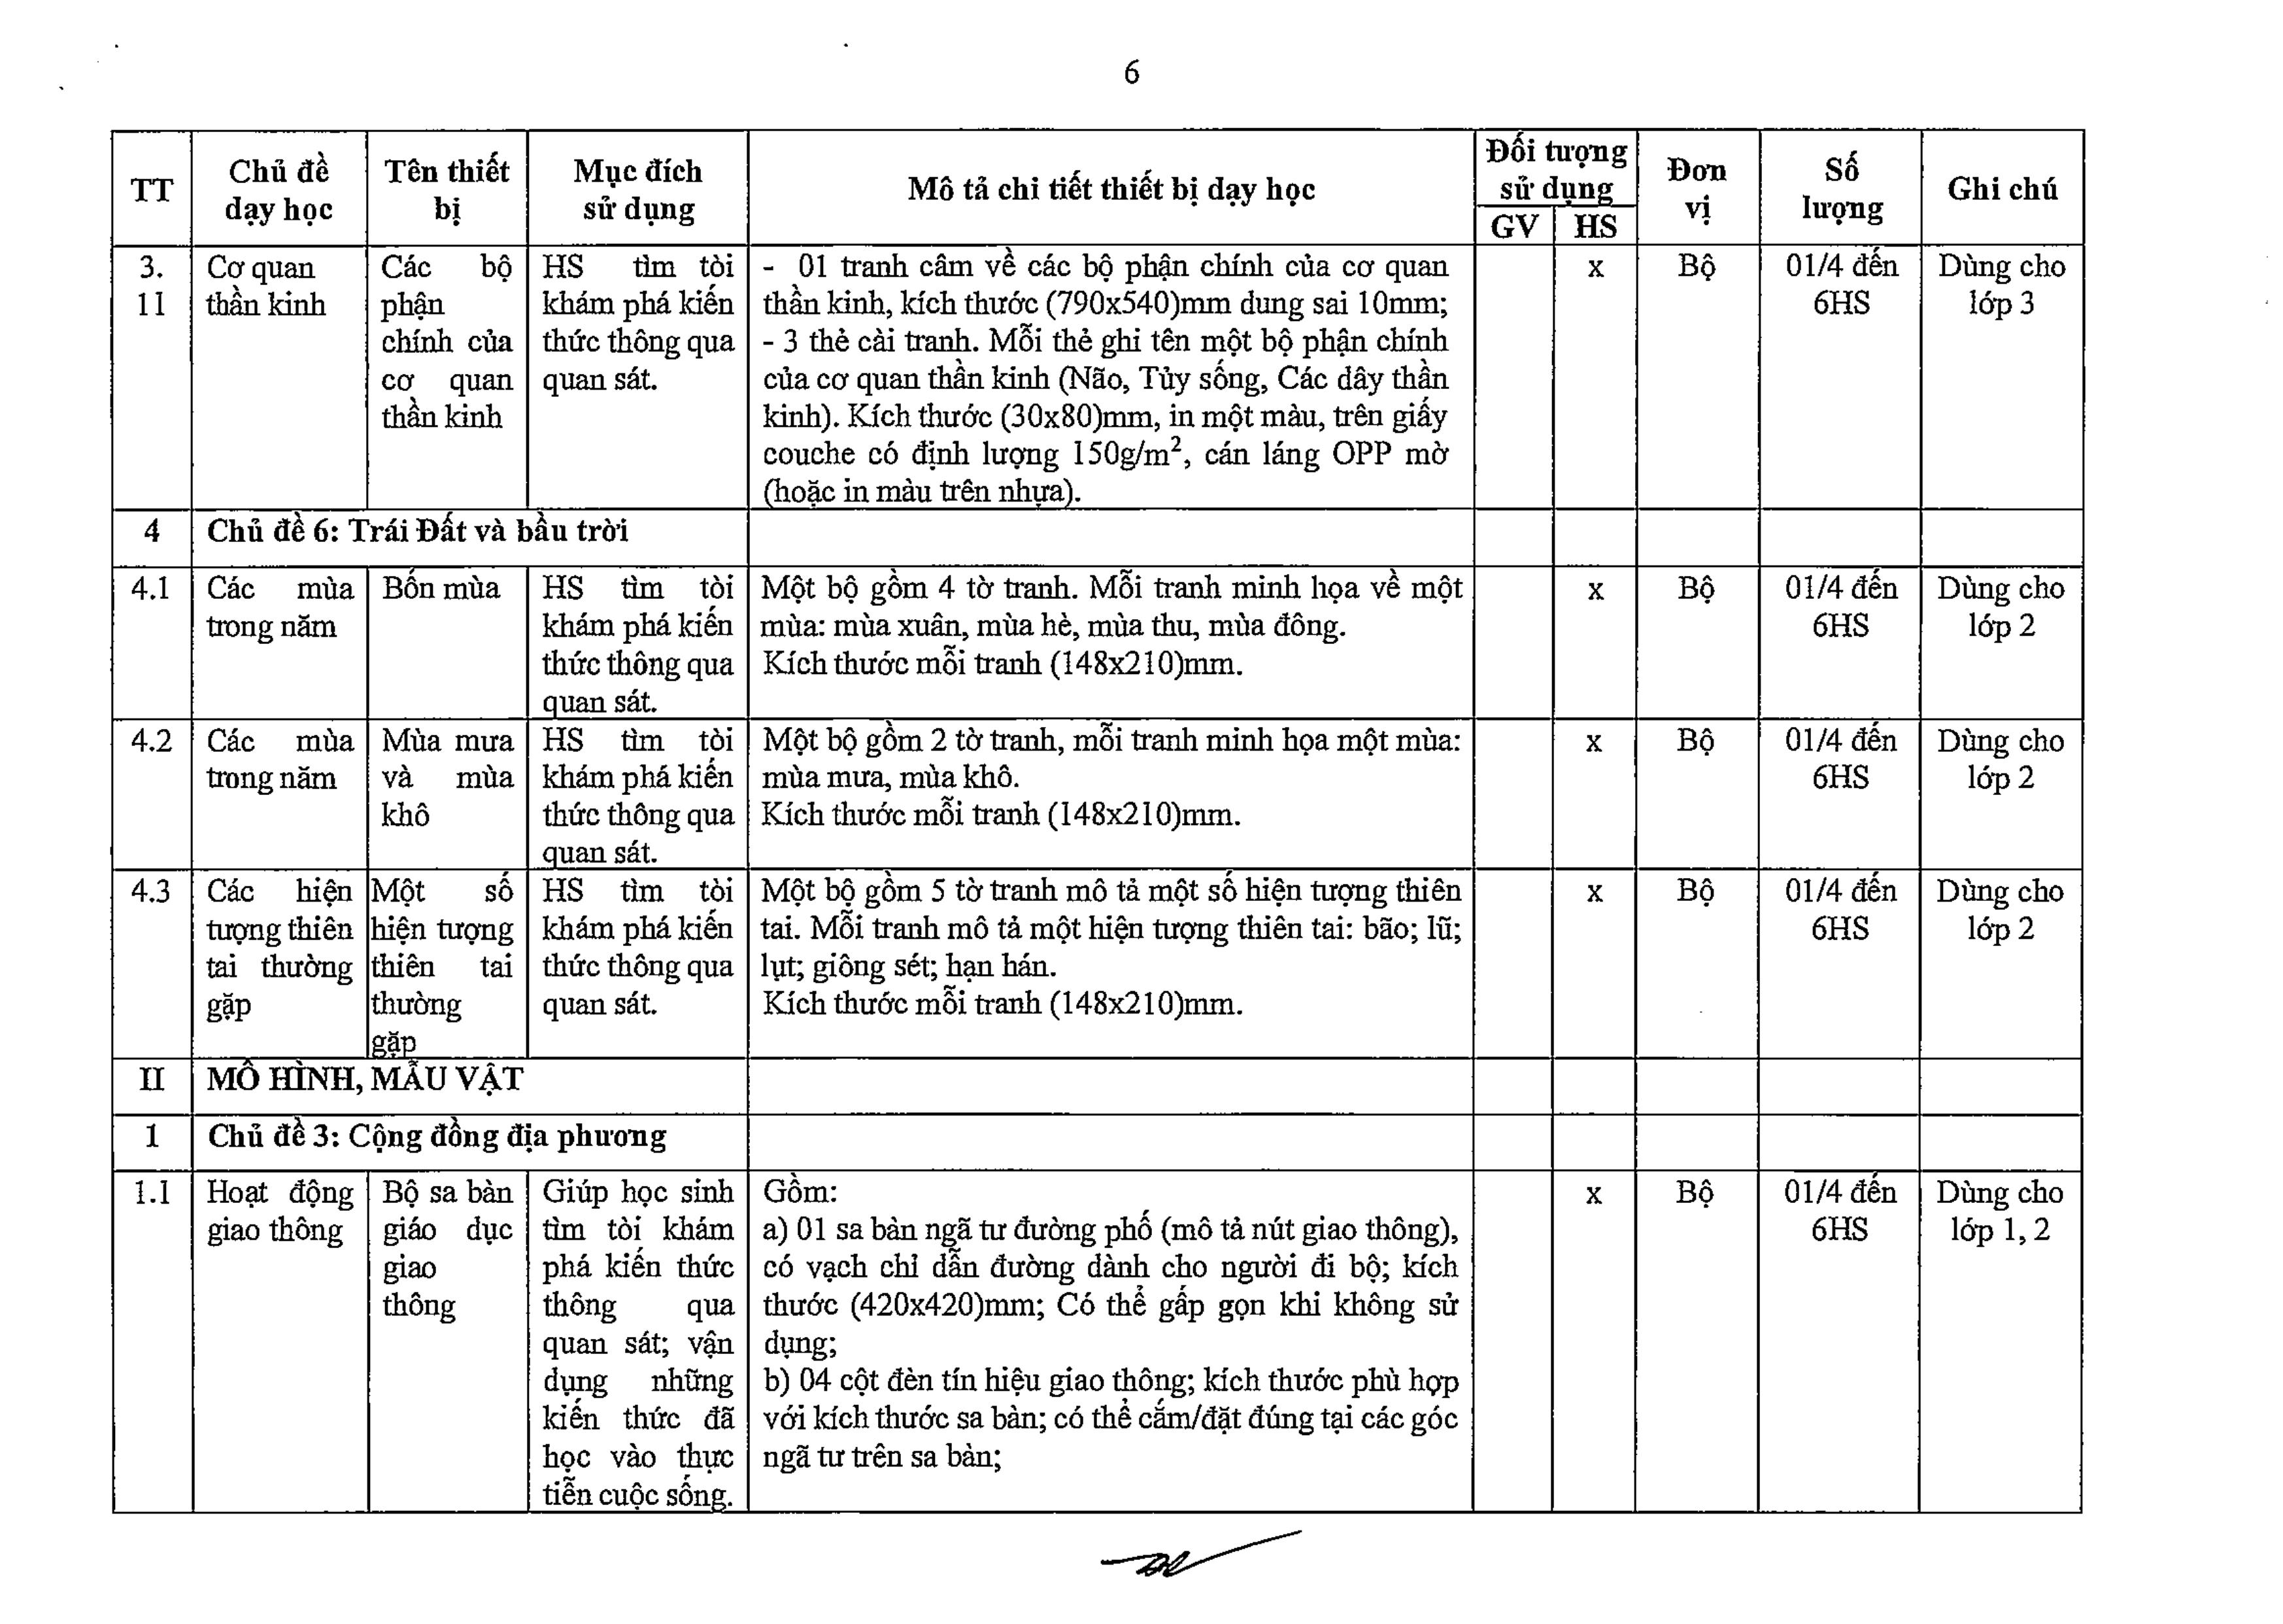 6
TT
Chủ đề
dạy học
Tên thiết
bị
Mục đích
sử dụng
Mô tả chi tiết thiết bị dạy học
Đối tượng
sử dụng
GV
HS
Đơn
vị
Số
lượng
Ghi chú
3.
11
Cơ quan
thần kinh
Các bộ
phận
chính của
cơ quan
thần kinh
HS tìm tòi
khám phá kiến
thức thông qua
quan sát.
- 01 tranh câm về các bộ phận chính của cơ quan
thần kinh, kích thước (790x540)mm dung sai 10mm;
- 3 thẻ cài tranh. Mỗi thẻ ghi tên một bộ phận chính
của cơ quan thần kinh (Não, Tủy sống, Các dây thần
kinh). Kích thước (30x80)mm, in một màu, trên giấy
couche có định lượng 150g/m², cán láng OPP mờ
(hoặc in màu trên nhựa).
x
Bộ
01/4 đến
6HS
Dùng cho
lớp 3
4
Chủ đề 6: Trái Đất và bầu trời
4.1
Các mùa
trong năm
Bốn mùa
HS tìm tòi
khám phá kiến
thức thông qua
quan sát.
Một bộ gồm 4 tờ tranh. Mỗi tranh minh họa về một
mùa: mùa xuân, mùa hè, mùa thu, mùa đông.
Kích thước mỗi tranh (148x210)mm.
x
Bộ
01/4 đến
6HS
Dùng cho
lớp 2
4.2
Các mùa
trong năm
Mùa mưa
và mùa
khô
HS tìm tòi
khám phá kiến
thức thông qua
quan sát.
Một bộ gồm 2 tờ tranh, mỗi tranh minh họa một mùa:
mùa mưa, mùa khô.
Kích thước mỗi tranh (148x210)mm.
x
Bộ
01/4 đến
6HS
Dùng cho
lớp 2
4.3
Các hiện
tượng thiên
tai thường
gặp
Một số
hiện tượng
thiên tai
thường
gặp
HS tìm tòi
khám phá kiến
thức thông qua
quan sát.
Một bộ gồm 5 tờ tranh mô tả một số hiện tượng thiên
tai. Mỗi tranh mô tả một hiện tượng thiên tai: bão; lũ;
lụt; giông sét; hạn hán.
Kích thước mỗi tranh (148x210)mm.
x
Bộ
01/4 đến
6HS
Dùng cho
lớp 2
II
MÔ HÌNH, MẪU VẬT
1
Chủ đề 3: Cộng đồng địa phương
1.1
Hoạt động
giao thông
Bộ sa bàn
giáo dục
giao
thông
Giúp học sinh
tìm tòi khám
phá kiến thức
thông qua
quan sát; vận
dụng những
kiến thức đã
học vào thực
tiễn cuộc sống.
Gồm:
a) 01 sa bàn ngã tư đường phố (mô tả nút giao thông),
có vạch chỉ dẫn đường dành cho người đi bộ; kích
thước (420x420)mm; Có thể gấp gọn khi không sử
dụng;
b) 04 cột đèn tín hiệu giao thông; kích thước phù hợp
với kích thước sa bàn; có thể cắm/đặt đúng tại các góc
ngã tư trên sa bàn;
x
Bộ
01/4 đến
6HS
Dùng cho
lớp 1, 2